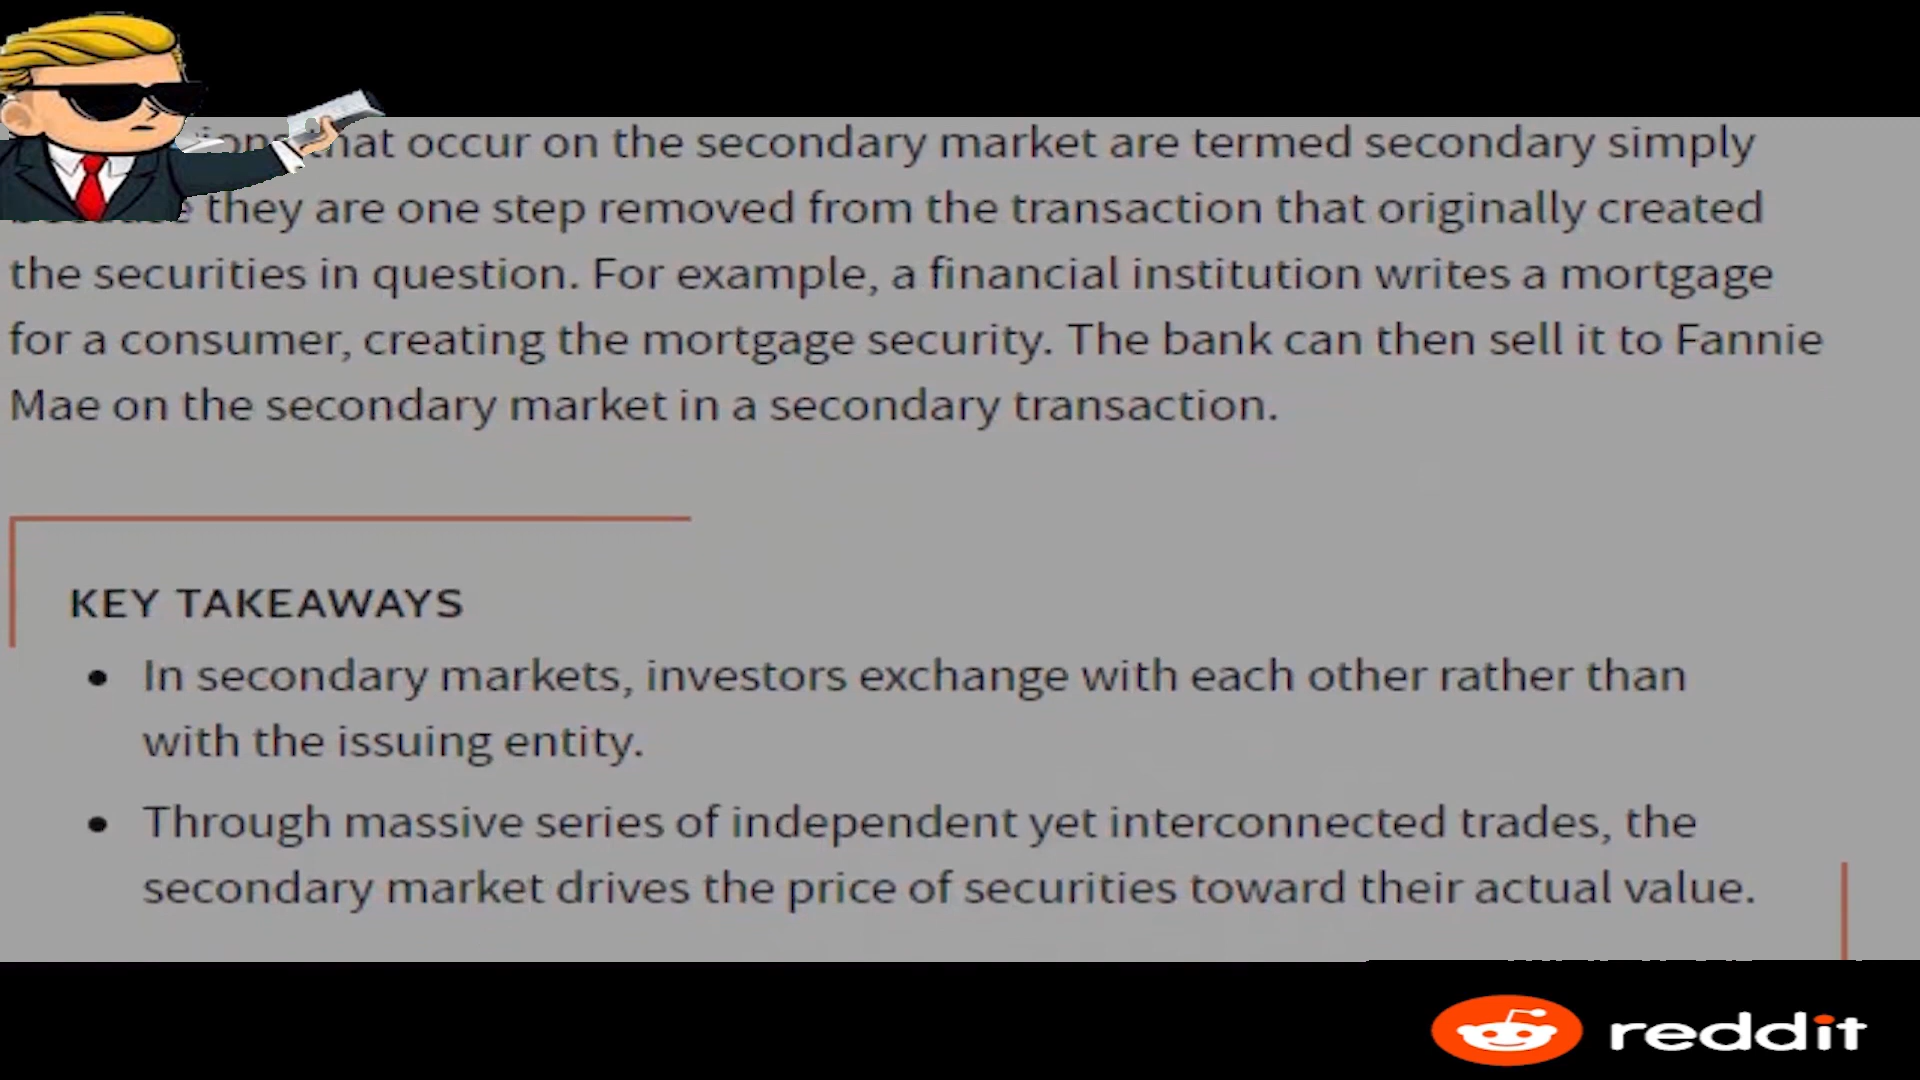 that occur on the secondary market are termed secondary simply
they are one step removed from the transaction that originally created
the securities in question. For example, a financial institution writes a mortgage
for a consumer, creating the mortgage security. The bank can then sell it to Fannie
Mae on the secondary market in a secondary transaction.
KEY TAKEAWAYS
• In secondary markets, investors exchange with each other rather than
with the issuing entity.
• Through massive series of independent yet interconnected trades, the
secondary market drives the price of securities toward their actual value.
reddit